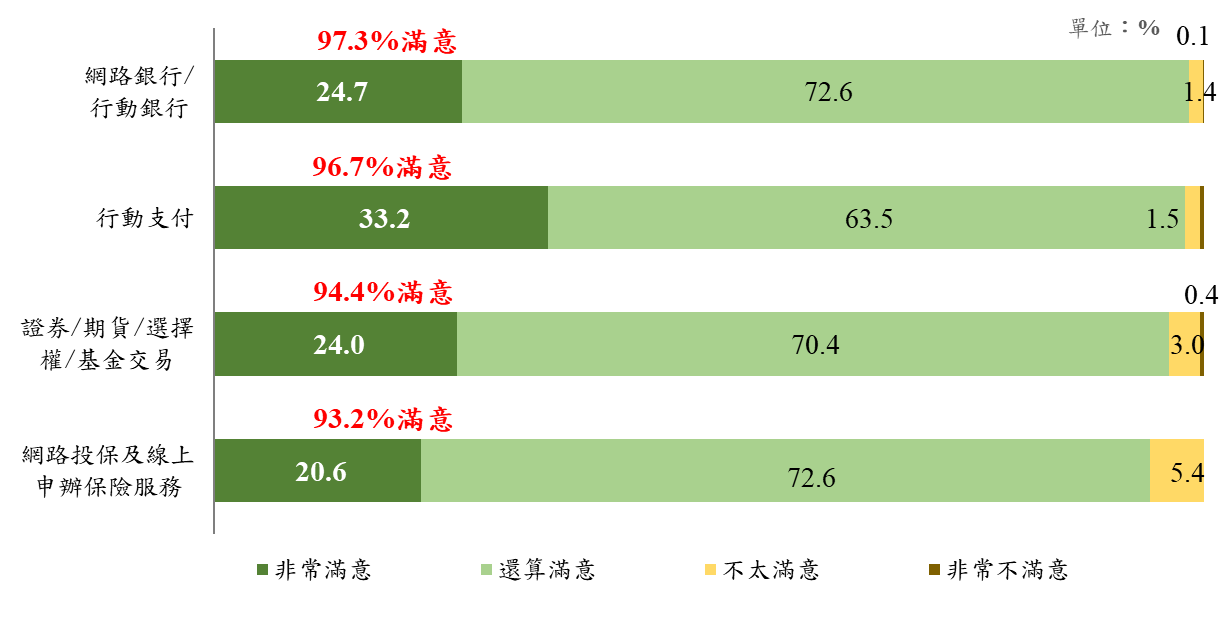 單位：%
97.3%滿意
0.1
網路銀行/
行動銀行
24.7
72.6
1.4
96.7%滿意
行動支付
33.2
63.5
1.5
94.4%滿意
0.4
證券/期貨/選擇
權/基金交易
24.0
70.4
3.0
93.2%滿意
網路投保及線上
申辦保險服務
20.6
72.6
5.4
非常滿意
還算滿意
不太滿意
非常不滿意